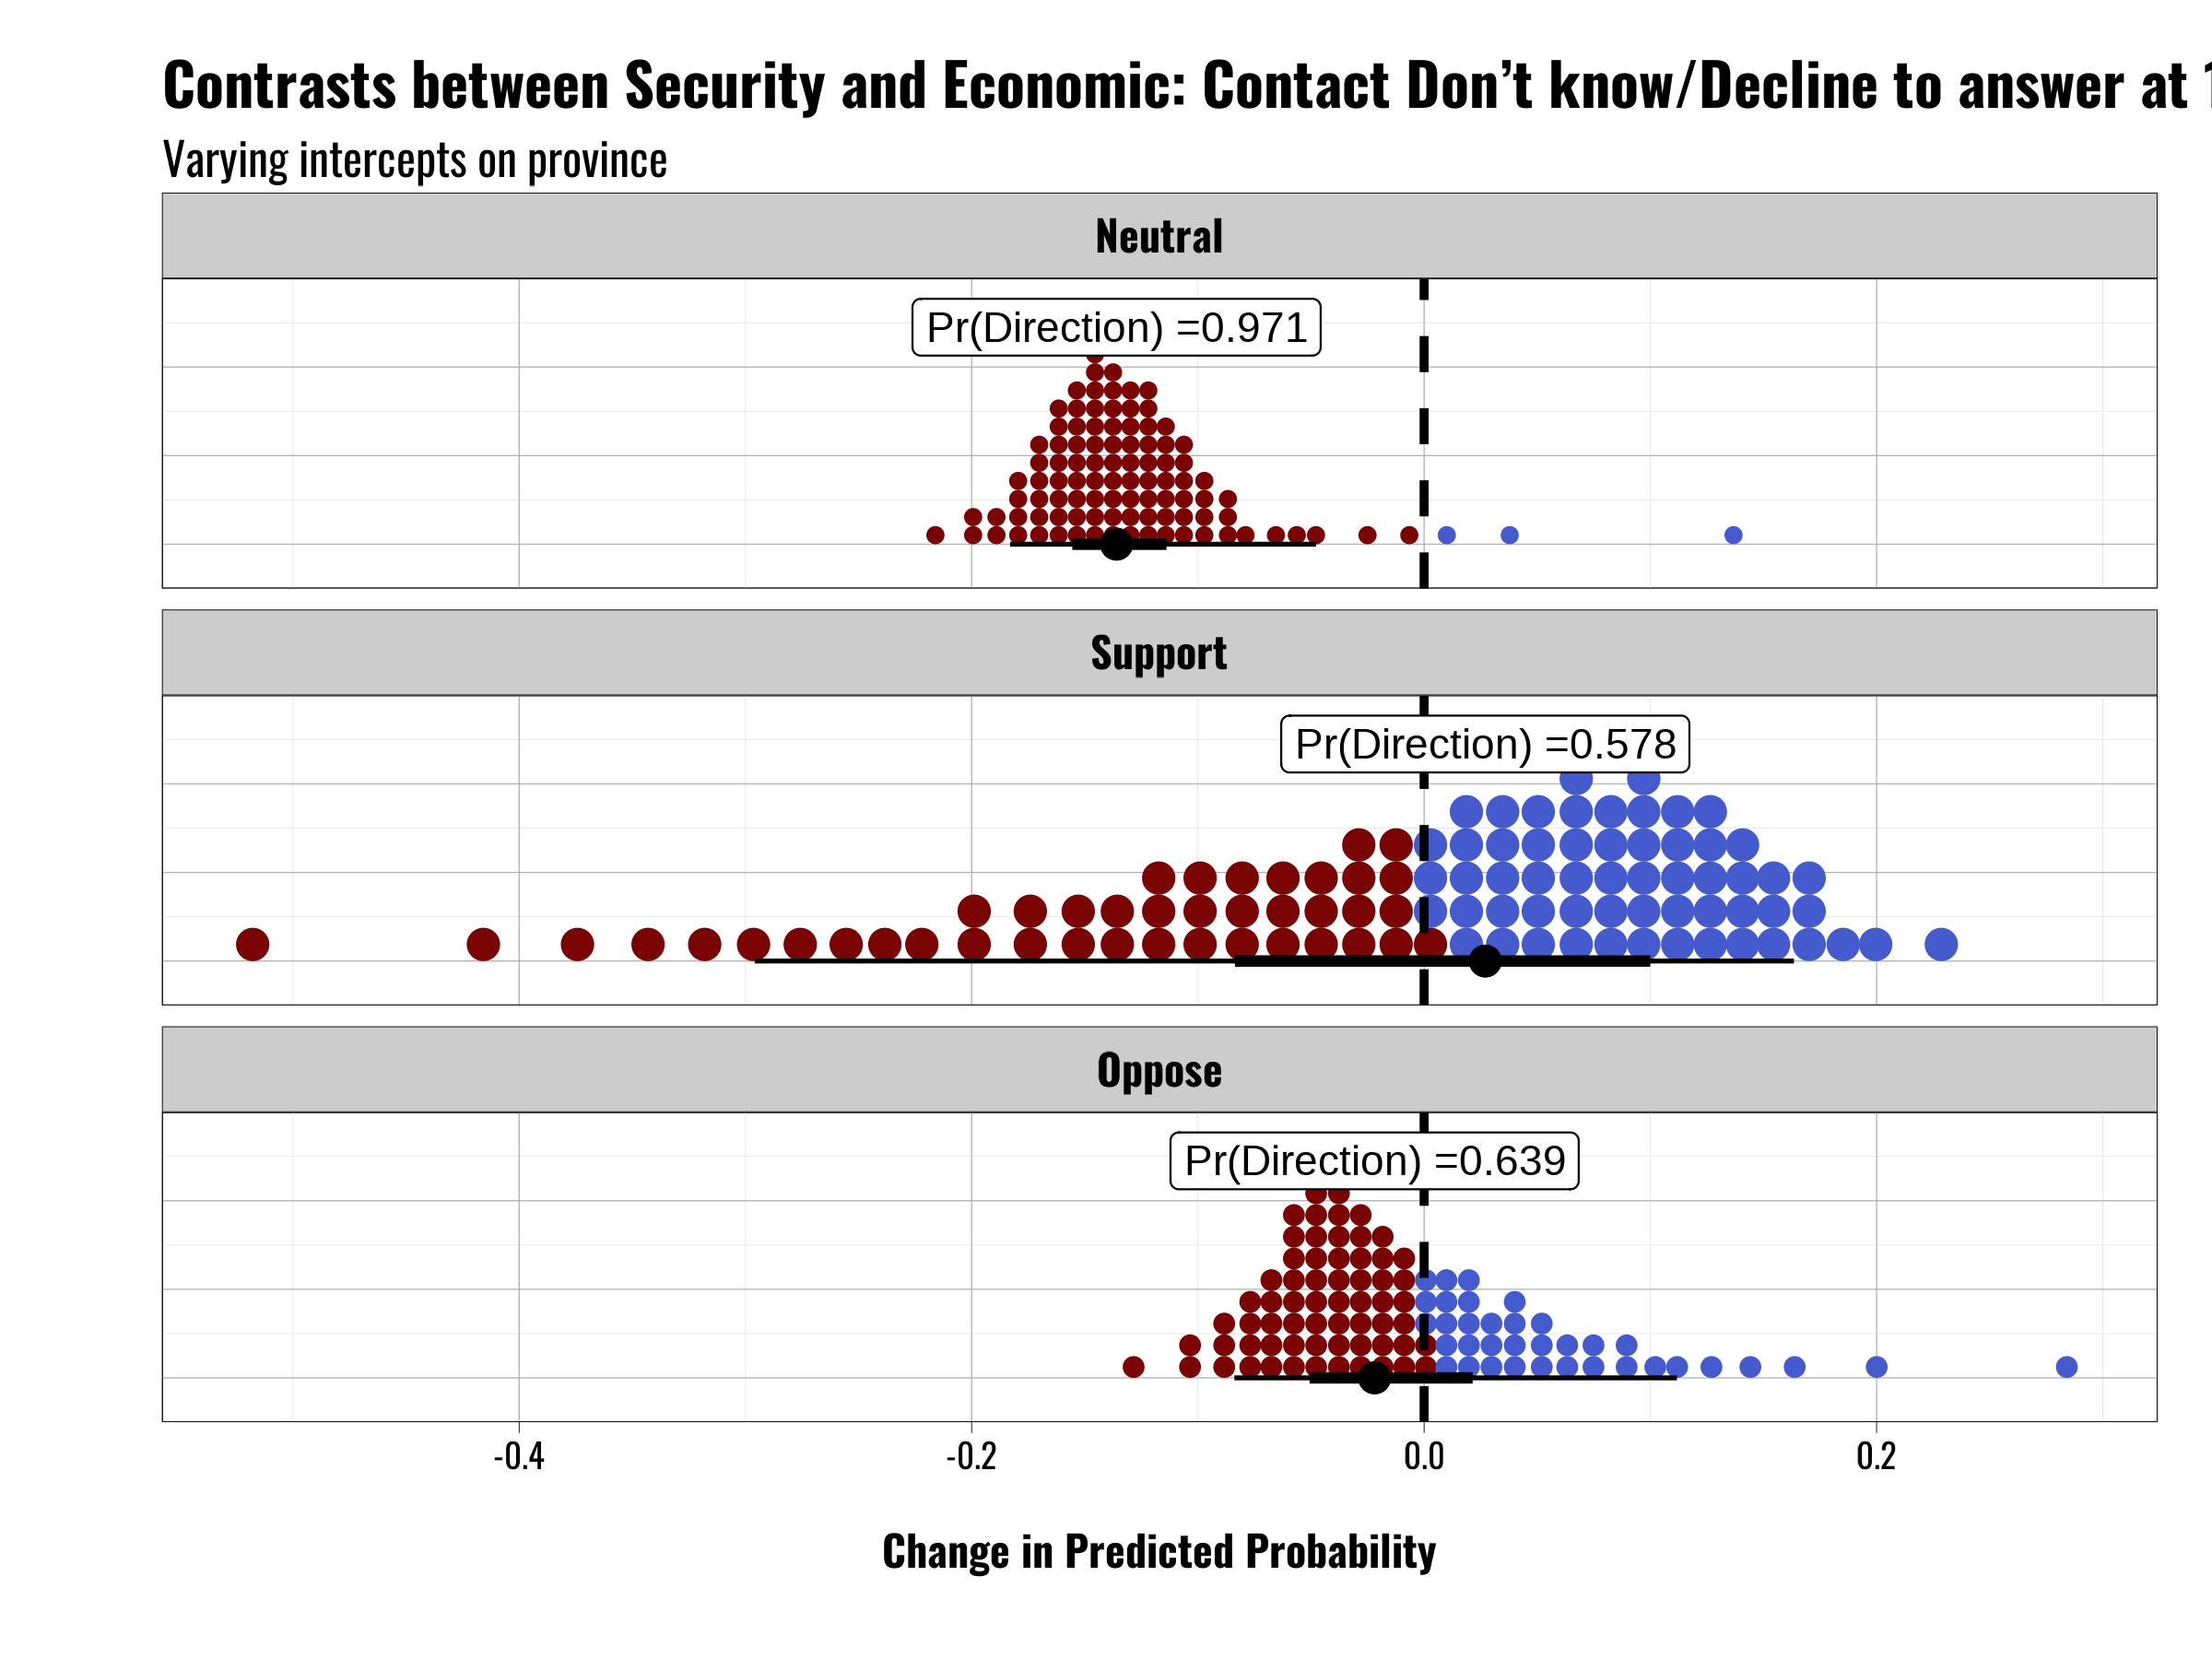 Contrasts between Security and Economic: Contact Don’t know/Decline to answer at
Varying intercepts on province
Neutral
Pr(Direction) =0.971
Support
Pr(Direction) =0.578
Oppose
Pr(Direction) =0.639
-0.4 -0.2 0.0 0.2
Change in Predicted Probability